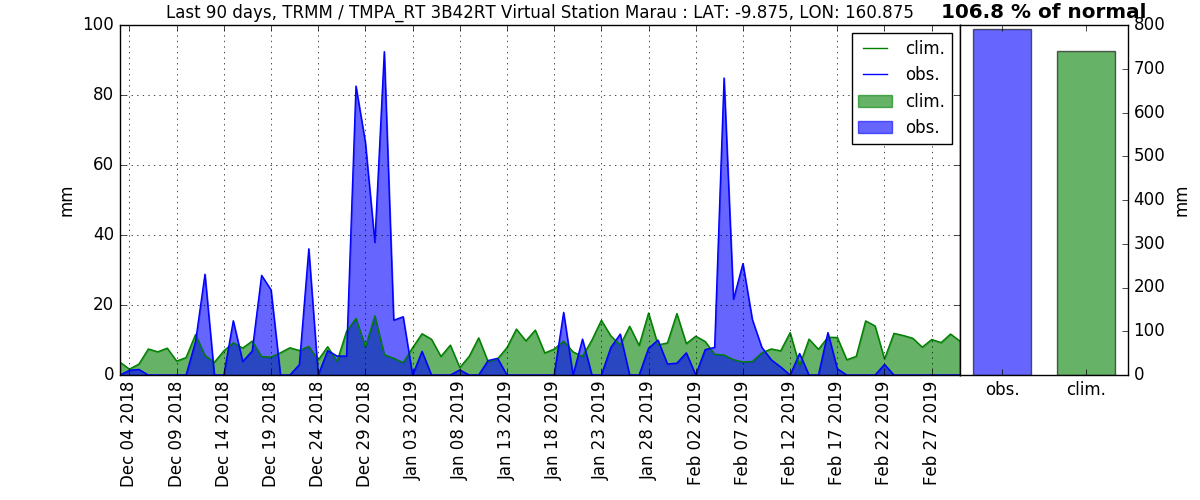 Last 90 days, TRMM / TMPA_RT 3B42RT Virtual Station Marau : LAT: -9.875, LON: 160.875
106.8 % of normal
100
80
60
40
20
0
mm
clim.
obs.
clim.
obs.
Dec 04 2018
Dec 09 2018
Dec 14 2018
Dec 19 2018
Dec 24 2018
Dec 29 2018
Jan 03 2019
Jan 08 2019
Jan 13 2019
Jan 18 2019
Jan 23 2019
Jan 28 2019
Feb 02 2019
Feb 07 2019
Feb 12 2019
Feb 17 2019
Feb 22 2019
Feb 27 2019
800
700
600
500
400
300
200
100
0
mm
obs.
clim.